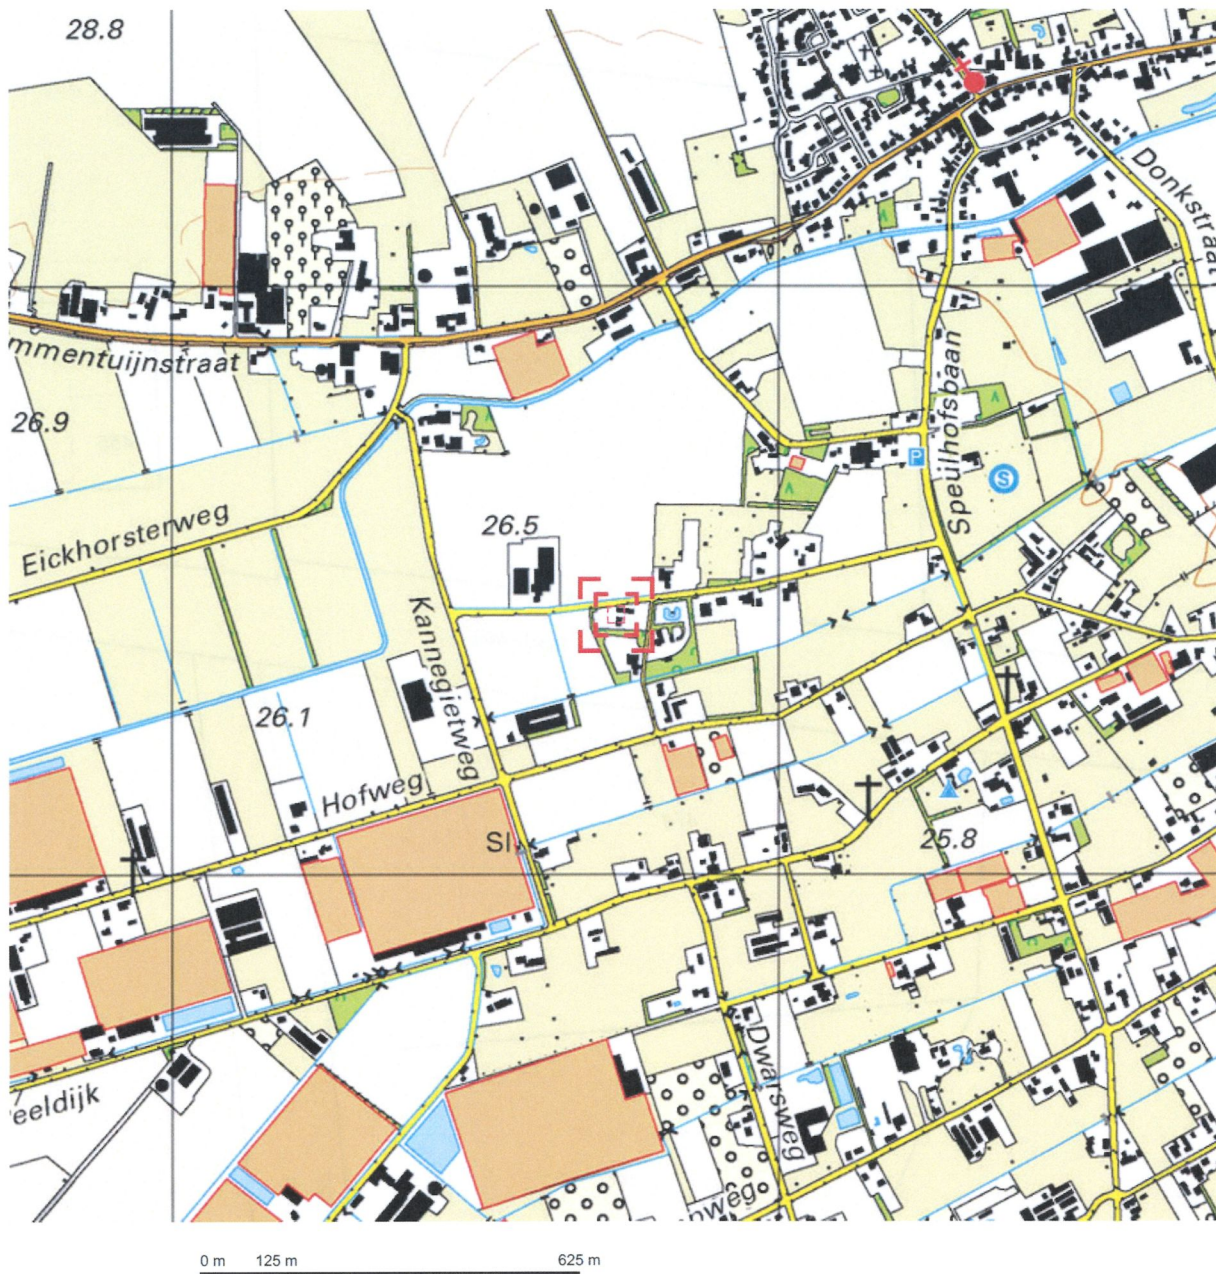 28.8
Donkstraat
mmentuijnstraat
26.9
Speulhofsbaan
P
S
26.5
Eickhorsterweg
Kannegietweg
26.1
Hofweg
Sl.
25.8
Dwarsweg
eeldijk
nweg
0 m 125 m 625 m